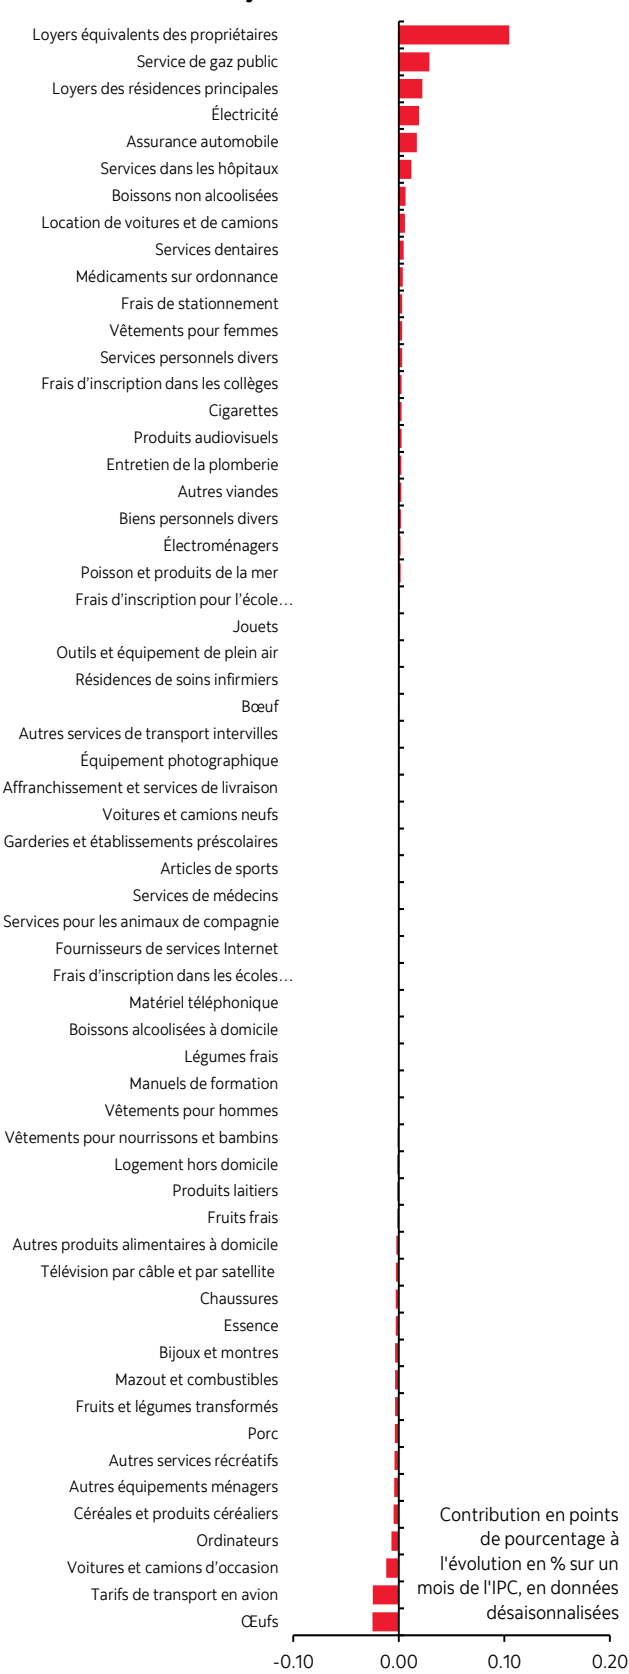 Loyers équivalents des propriétaires
Service de gaz public
Loyers des résidences principales
Électricité
Assurance automobile
Services dans les hôpitaux
Boissons non alcoolisées
Location de voitures et de camions
Services dentaires
Médicaments sur ordonnance
Frais de stationnement
Vêtements pour femmes
Services personnels divers
Frais d’inscription dans les collèges
Cigarettes
Produits audiovisuels
Entretien de la plomberie
Autres viandes
Biens personnels divers
Électroménagers
Poisson et produits de la mer
Frais d’inscription pour l’école…
Jouets
Outils et équipement de plein air
Résidences de soins infirmiers
Bœuf
Autres services de transport intervilles
Équipement photographique
Affranchissement et services de livraison
Voitures et camions neufs
Garderies et établissements préscolaires
Articles de sports
Services de médecins
Services pour les animaux de compagnie
Fournisseurs de services Internet
Frais d’inscription dans les écoles…
Matériel téléphonique
Boissons alcoolisées à domicile
Légumes frais
Manuels de formation
Vêtements pour hommes
Vêtements pour nourrissons et bambins
Logement hors domicile
Produits laitiers
Fruits frais
Autres produits alimentaires à domicile
Télévision par câble et par satellite
Chaussures
Essence
Bijoux et montres
Mazout et combustibles
Fruits et légumes transformés
Porc
Autres services récréatifs
Autres équipements ménagers
Céréales et produits céréaliers
Ordinateurs
Voitures et camions d’occasion
Tarifs de transport en avion
Œufs
Contribution en points
de pourcentage à
l'évolution en % sur un
mois de l'IPC, en données
désaisonnalisées
-0.10 0.00 0.10 0.20